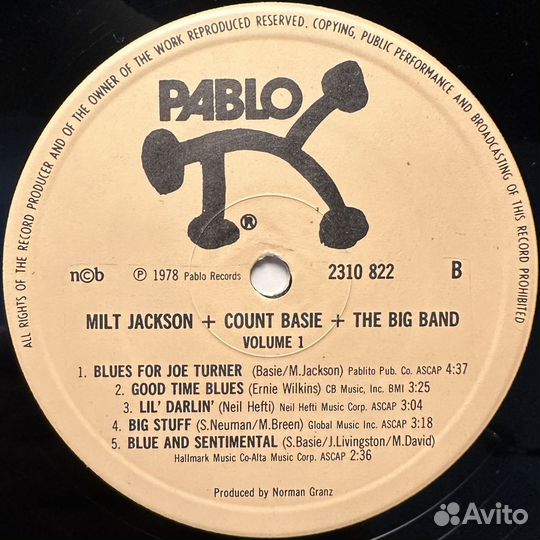 ALL RIGHTS OF THE RECORD PRODUCER AND OF THE OWNER OF THE WORK REPRODUCED RESERVED. COPYING, PUBLIC PERFORMANCE AND BROADCASTING OF THIS RECORD PROHIBITED
PABLO
®
n©b ℗ 1978 Pablo Records 2310 822 B
MILT JACKSON + COUNT BASIE + THE BIG BAND
VOLUME 1
1. BLUES FOR JOE TURNER (Basie/M.Jackson) Pablito Pub. Co. ASCAP 4:37
2. GOOD TIME BLUES (Ernie Wilkins) CB Music, Inc. BMI 3:25
3. LIL' DARLIN' (Neil Hefti) Neil Hefti Music Corp. ASCAP 3:04
4. BIG STUFF (S.Neuman/M.Breen) Global Music Inc. ASCAP 3:18
5. BLUE AND SENTIMENTAL (S.Basie/J.Livingston/M.David)
Hallmark Music Co-Alta Music Corp. ASCAP 2:36
Produced by Norman Granz
Avito